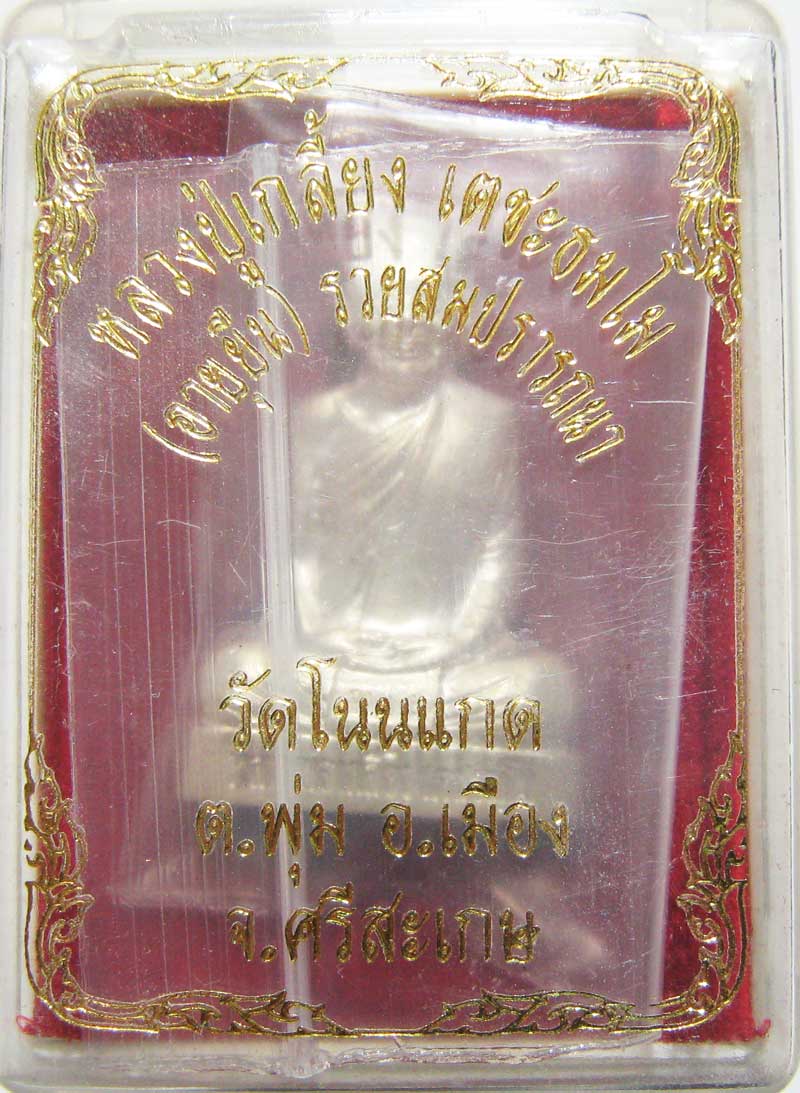 หลวงปู่เกลี้ยง เตชะธมฺโม
(อายุยืน) รวยสมปรารถนา
วัดโนนแกด
ต.พุ่ม อ.เมือง
จ.ศรีสะเกษ